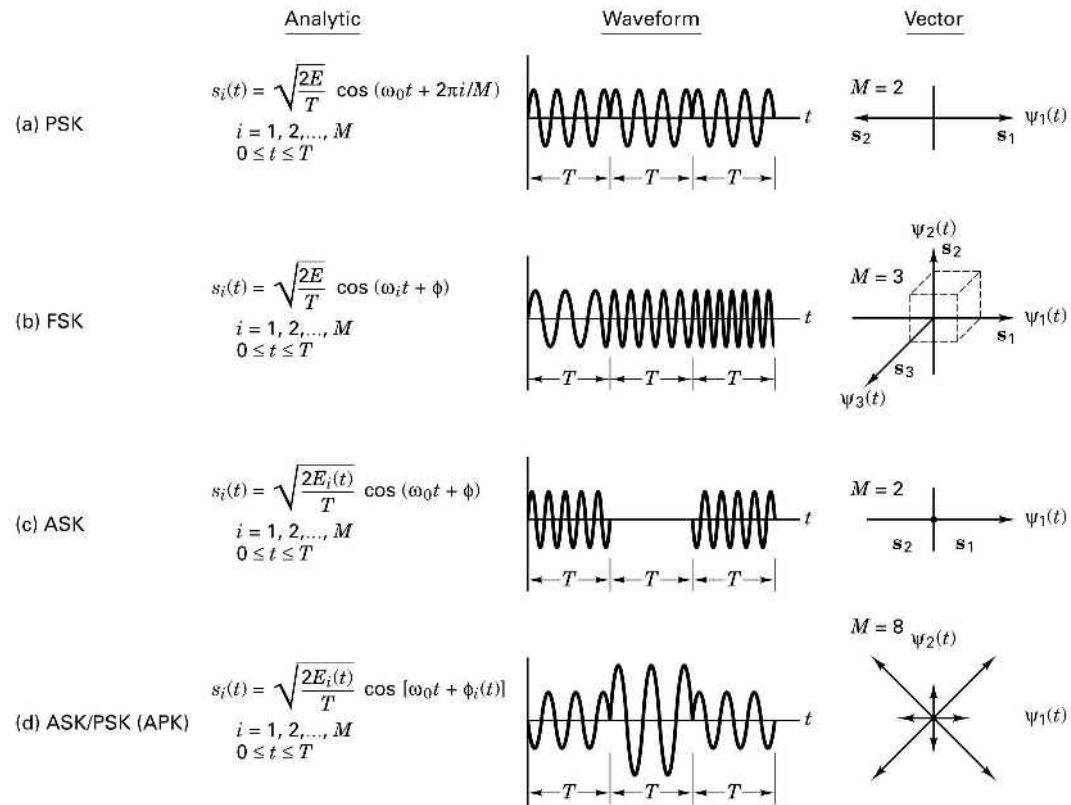 Analytic Waveform Vector
(a) PSK
s_i(t) = √(2E/T) cos (ω₀t + 2πi/M)
i = 1, 2,..., M
0 ≤ t ≤ T
t
T T T
M = 2
s₂ s₁ ψ₁(t)
(b) FSK
s_i(t) = √(2E/T) cos (ω_i t + ϕ)
i = 1, 2,..., M
0 ≤ t ≤ T
t
T T T
ψ₂(t)
s₂
M = 3
ψ₁(t)
s₁
s₃
ψ₃(t)
(c) ASK
s_i(t) = √(2E_i(t)/T) cos (ω₀t + ϕ)
i = 1, 2,..., M
0 ≤ t ≤ T
t
T T T
M = 2
ψ₁(t)
s₂ s₁
(d) ASK/PSK (APK)
s_i(t) = √(2E_i(t)/T) cos [ω₀t + ϕ_i(t)]
i = 1, 2,..., M
0 ≤ t ≤ T
t
T T T
M = 8
ψ₂(t)
ψ₁(t)